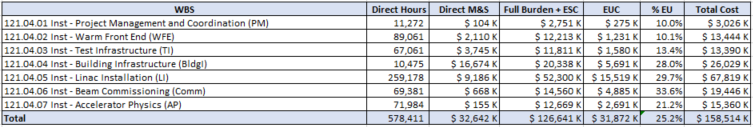 WBS Direct Hours Direct M&S Full Burden + ESC EUC % EU Total Cost
121.04.01 Inst - Project Management and Coordination (PM) 11,272 $ 104 K $ 2,751 K $ 275 K 10.0% $ 3,026 K
121.04.02 Inst - Warm Front End (WFE) 89,061 $ 2,110 K $ 12,213 K $ 1,231 K 10.1% $ 13,444 K
121.04.03 Inst - Test Infrastructure (TI) 67,061 $ 3,745 K $ 11,811 K $ 1,580 K 13.4% $ 13,390 K
121.04.04 Inst - Building Infrastructure (BldgI) 10,475 $ 16,674 K $ 20,338 K $ 5,691 K 28.0% $ 26,029 K
121.04.05 Inst - Linac Installation (LI) 259,178 $ 9,186 K $ 52,300 K $ 15,519 K 29.7% $ 67,819 K
121.04.06 Inst - Beam Commissioning (Comm) 69,381 $ 668 K $ 14,560 K $ 4,885 K 33.6% $ 19,446 K
121.04.07 Inst - Accelerator Physics (AP) 71,984 $ 155 K $ 12,669 K $ 2,691 K 21.2% $ 15,360 K
Total 578,411 $ 32,642 K $ 126,641 K $ 31,872 K 25.2% $ 158,514 K